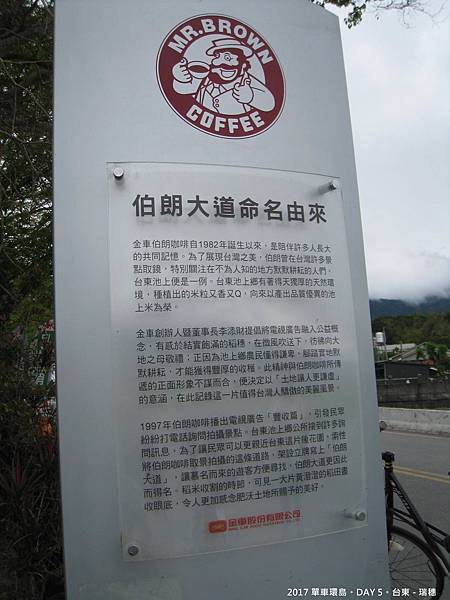 MR. BROWN
COFFEE
伯朗大道命名由來
金車伯朗咖啡自1982年誕生以來，是陪伴許多人長大
的共同記憶。為了展現台灣之美，伯朗曾在台灣許多景
點取鏡，特別關注在不為人知的地方默默耕耘的人們，
台東池上便是一例。台東池上鄉有著得天獨厚的天然環
境，種植出的米粒又香又Q，向來以產出品質優異的池
上米為榮。
金車創辦人暨董事長李添財提倡將電視廣告融入公益概
念，有感於結實飽滿的稻穗，在微風吹送下，彷彿向大
地之母敬禮；正因為池上鄉農民懂得謙卑、腳踏實地默
默耕耘，才能獲得豐厚的收穫。此精神與伯朗咖啡所傳
遞的正面形象不謀而合，便決定以「土地讓人更謙虛」
的意涵，在此記錄這一片值得台灣人驕傲的美麗風景。
1997年伯朗咖啡播出電視廣告「豐收篇」，引發民眾
紛紛打電話詢問拍攝景點。台東池上鄉公所接到許多詢
問訊息，為了讓民眾可以更親近台東這片後花園，索性
將伯朗咖啡取景拍攝的這條道路，架設立牌寫上「伯朗
大道」，讓慕名而來的遊客方便尋找，伯朗大道更因此
而得名。稻米收割的時節，可見一大片黃澄澄的稻田盡
收眼底，令人更加感念肥沃土地所賜予的美好。
金車股份有限公司
2017 單車環島。DAY 5。台東-瑞穗